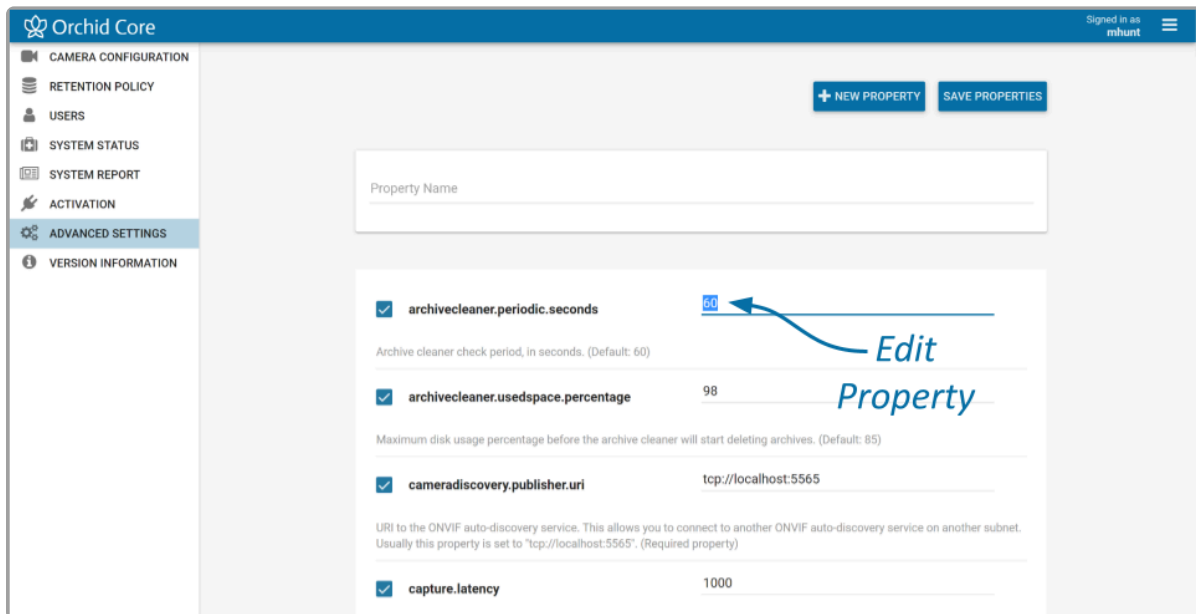 Orchid Core
Signed in as
mhunt
CAMERA CONFIGURATION
RETENTION POLICY
USERS
SYSTEM STATUS
SYSTEM REPORT
ACTIVATION
ADVANCED SETTINGS
VERSION INFORMATION
+ NEW PROPERTY
SAVE PROPERTIES
Property Name
archivecleaner.periodic.seconds
60
Archive cleaner check period, in seconds. (Default: 60)
Edit
Property
archivecleaner.usedspace.percentage
98
Maximum disk usage percentage before the archive cleaner will start deleting archives. (Default: 85)
cameradiscovery.publisher.uri
tcp://localhost:5565
URI to the ONVIF auto-discovery service. This allows you to connect to another ONVIF auto-discovery service on another subnet.
Usually this property is set to "tcp://localhost:5565". (Required property)
capture.latency
1000